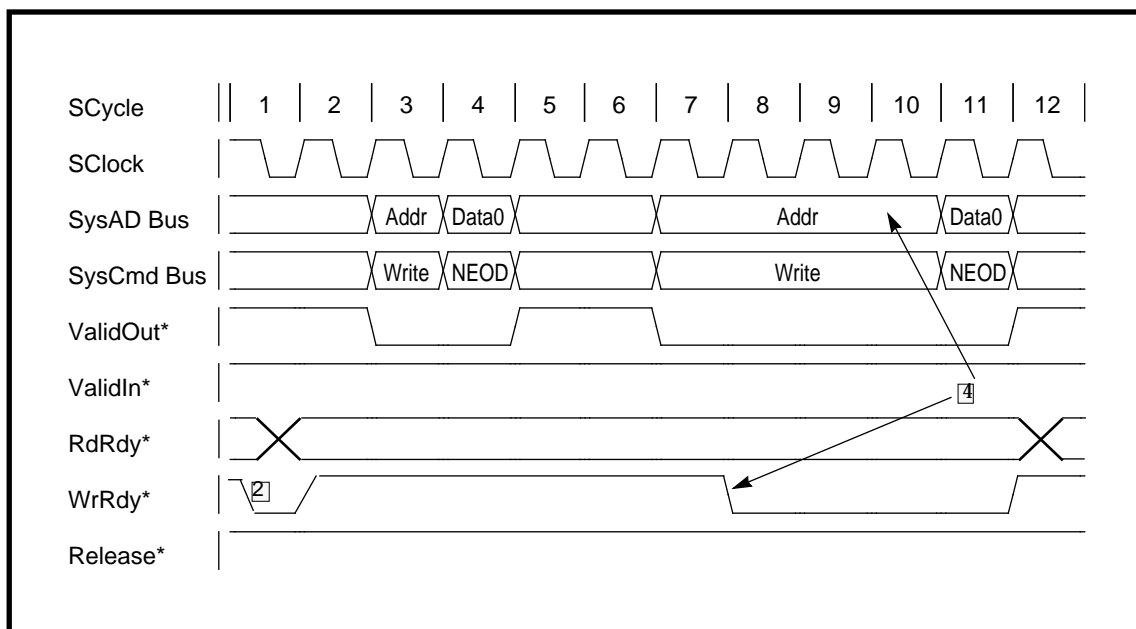 SCycle 1 2 3 4 5 6 7 8 9 10 11 12
SClock
SysAD Bus Addr Data0 Addr Data0
SysCmd Bus Write NEOD Write NEOD
ValidOut*
ValidIn*
4
RdRdy*
WrRdy* 2
Release*